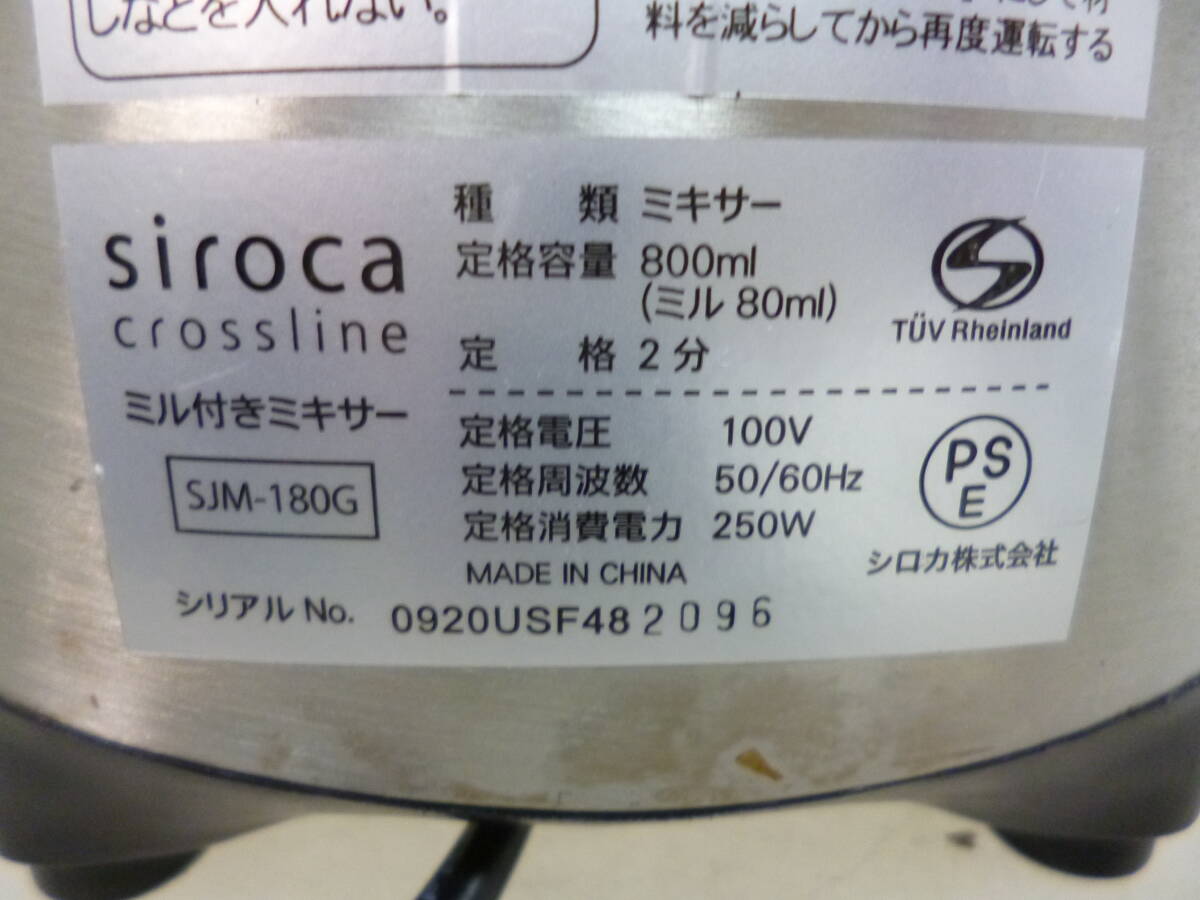 しなどを入れない。
料を減らしてから再度運転する
siroca
crossline
ミル付きミキサー
SJM-180G
種 類 ミキサー
定格容量 800ml
(ミル 80ml)
定 格 2分
定格電圧 100V
定格周波数 50/60Hz
定格消費電力 250W
MADE IN CHINA
シリアル No. 0920USF482096
TÜV Rheinland
PS
E
シロカ株式会社